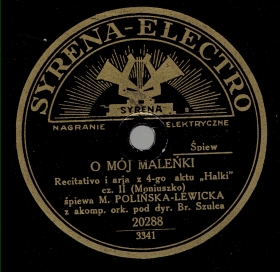 SYRENA-ELECTRO
SYRENA
NAGRANIE ELEKTRYCZNE
Śpiew
O MÓJ MALEŃKI
Recitativo i arja z 4-go aktu „Halki"
cz. II (Moniuszko)
śpiewa M. POLIŃSKA-LEWICKA
z akomp. ork. pod dyr. Br. Szulca
20288
3341